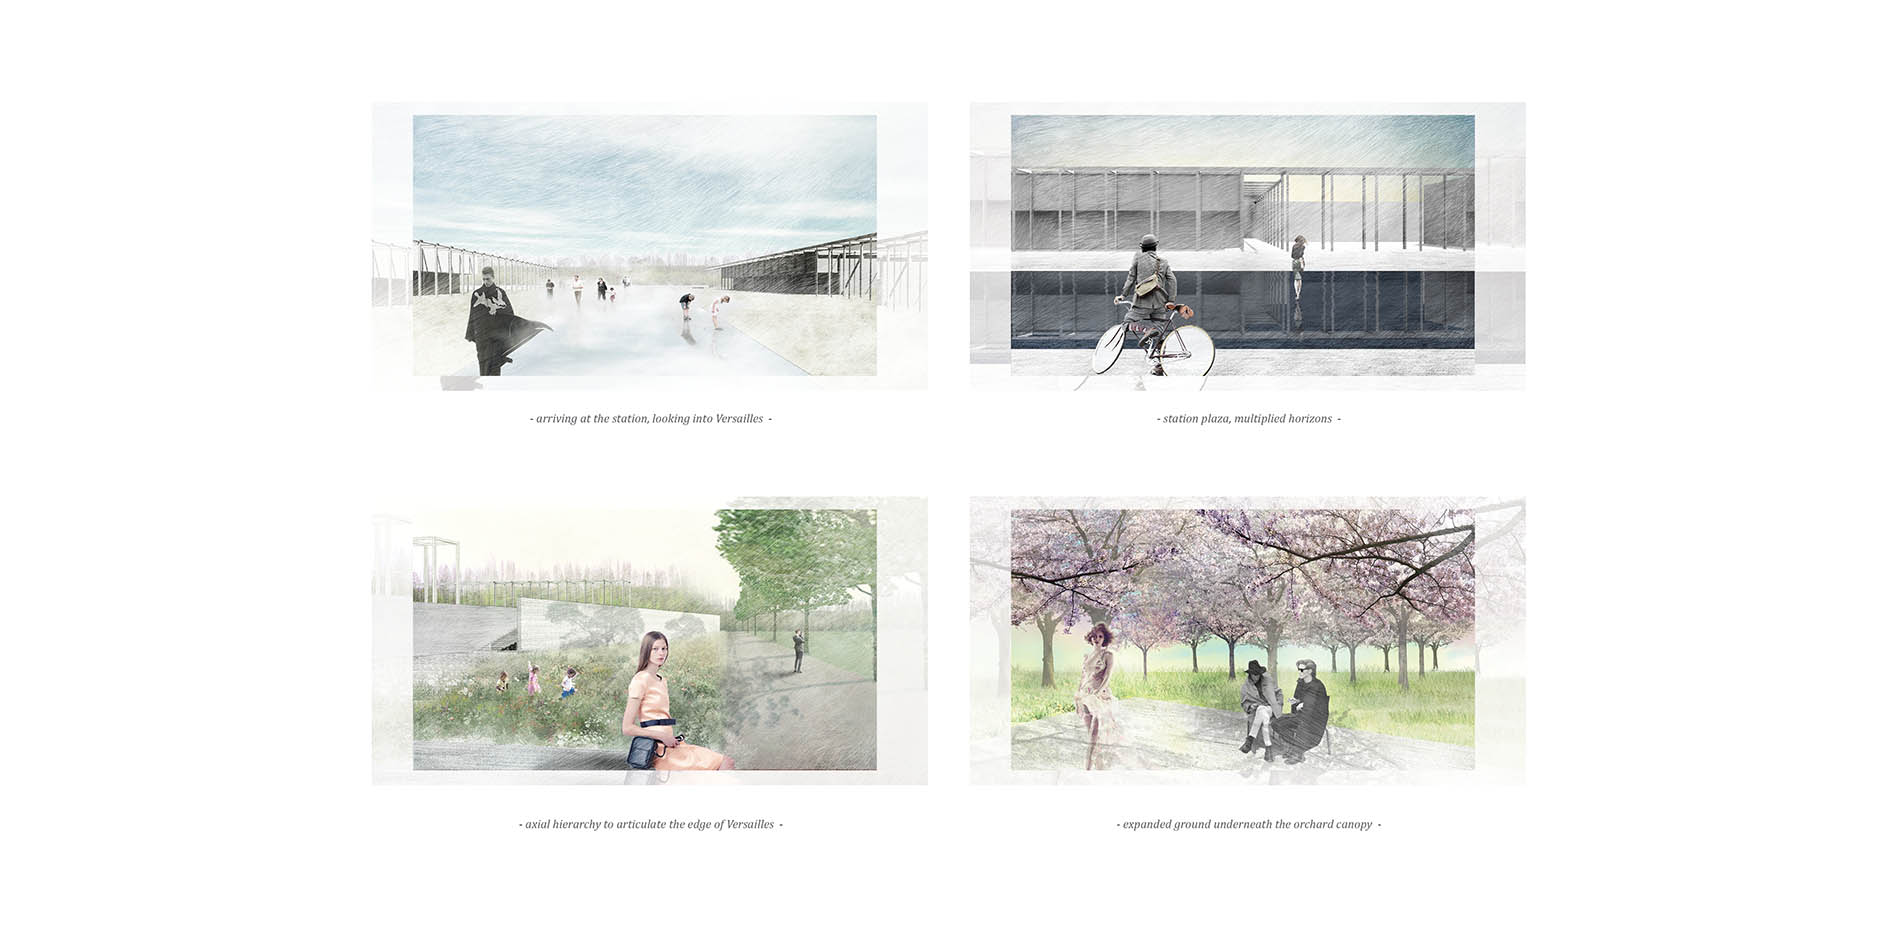 - arriving at the station, looking into Versailles -
- station plaza, multiplied horizons -
- axial hierarchy to articulate the edge of Versailles -
- expanded ground underneath the orchard canopy -